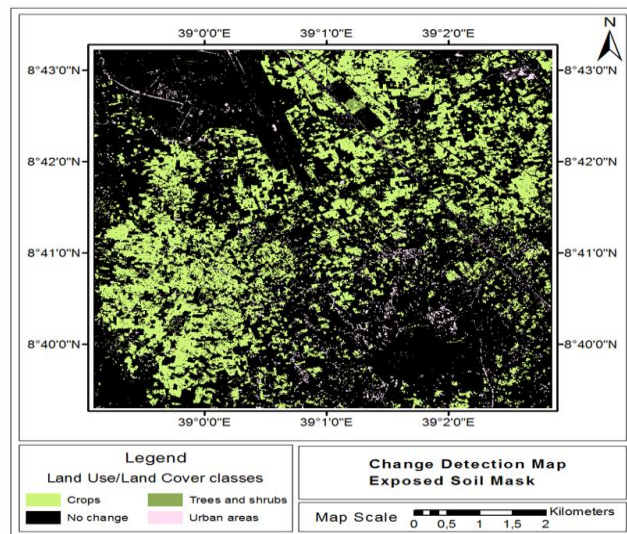 N
39°0'0"E 39°1'0"E 39°2'0"E
8°43'0"N 8°43'0"N
8°42'0"N 8°42'0"N
8°41'0"N 8°41'0"N
8°40'0"N 8°40'0"N
39°0'0"E 39°1'0"E 39°2'0"E
Legend
Land Use/Land Cover classes
Crops Trees and shrubs
No change Urban areas
Change Detection Map
Exposed Soil Mask
Kilometers
Map Scale 0 0,5 1 1,5 2